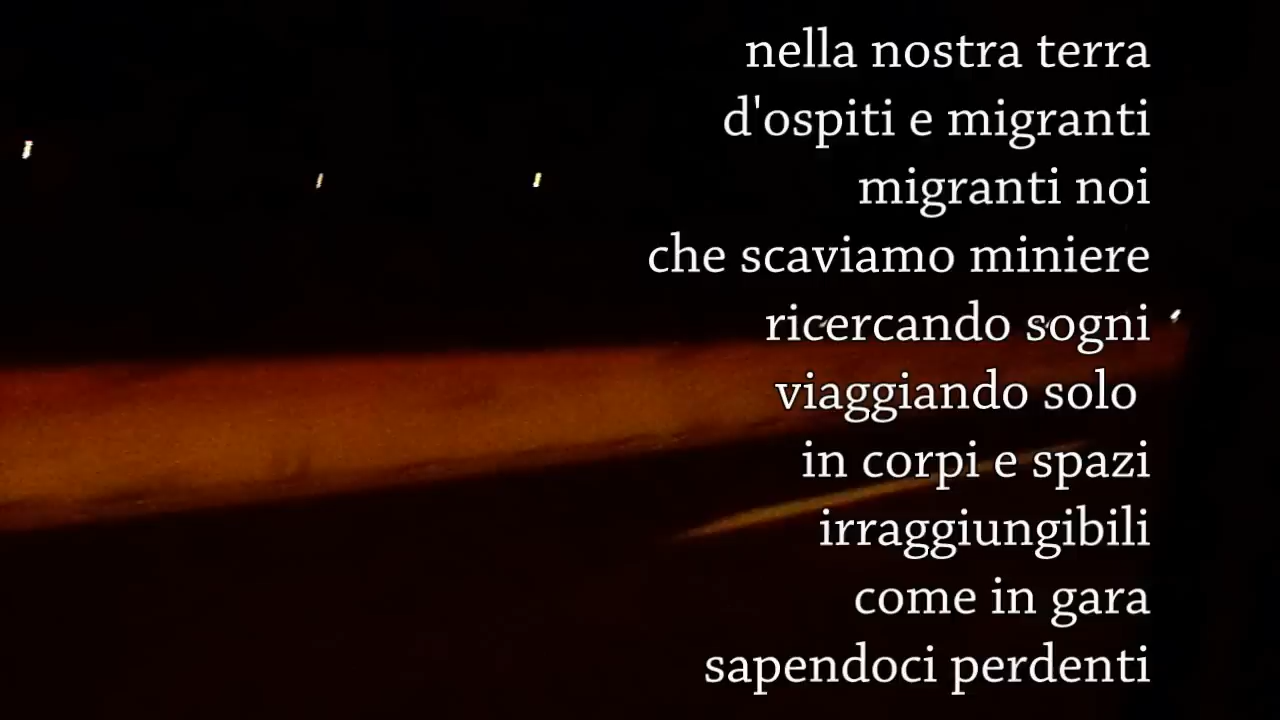 nella nostra terra
d'ospiti e migranti
migranti noi
che scaviamo miniere
ricercando sogni
viaggiando solo
in corpi e spazi
irraggiungibili
come in gara
sapendoci perdenti